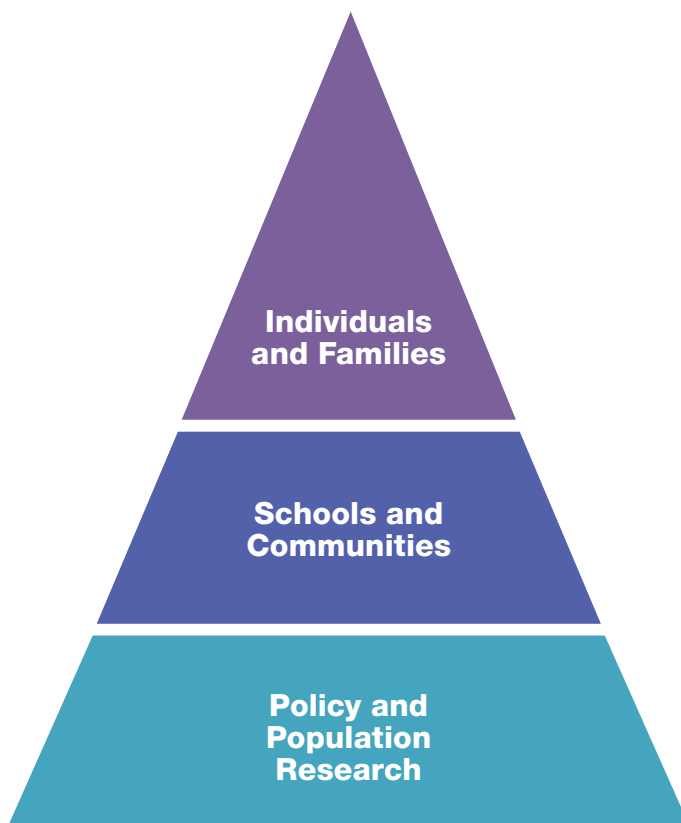 Individuals
and Families
Schools and
Communities
Policy and
Population
Research